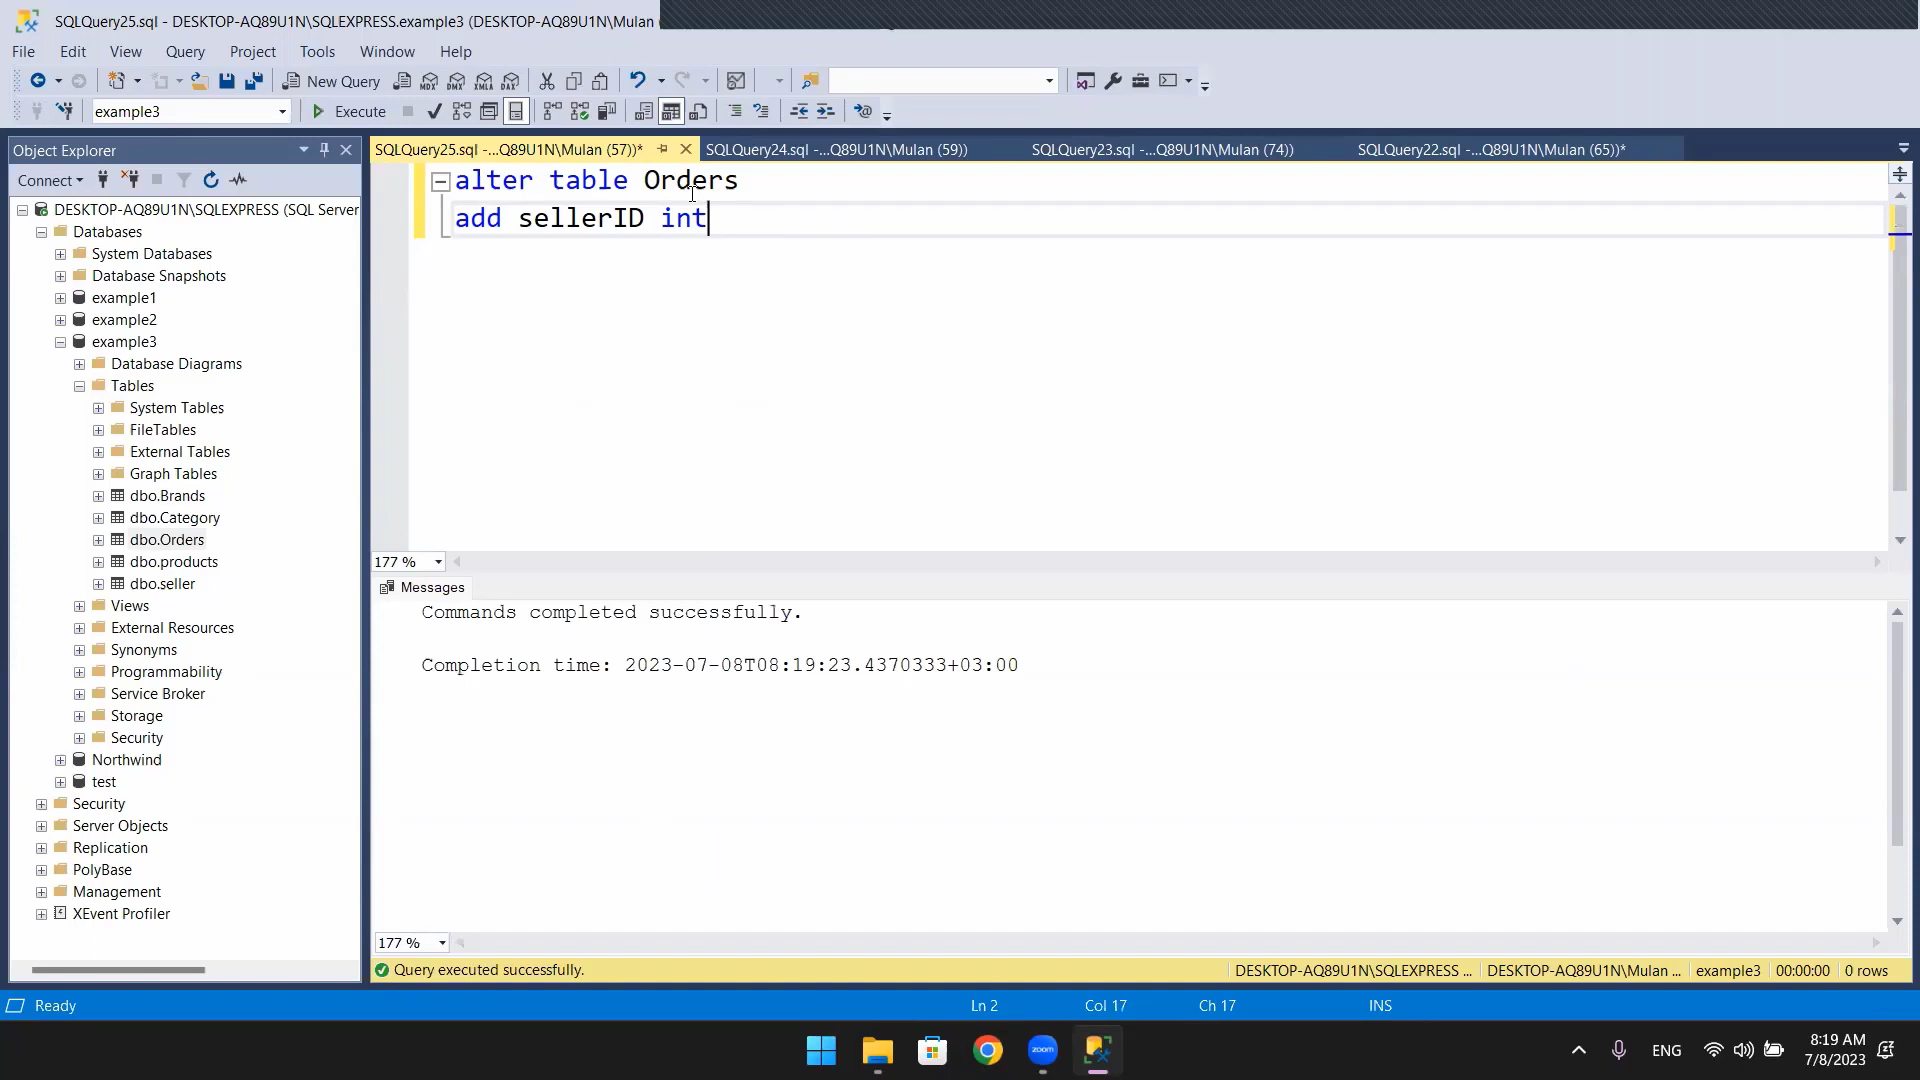 SQLQuery25.sql - DESKTOP-AQ89U1N\SQLEXPRESS.example3 (DESKTOP-AQ89U1N\Mulan (
File Edit View Query Project Tools Window Help
New Query MDX DMX XMLA DAX
example3 Execute
Object Explorer
SQLQuery25.sql -...Q89U1N\Mulan (57))* SQLQuery24.sql -...Q89U1N\Mulan (59)) SQLQuery23.sql -...Q89U1N\Mulan (74)) SQLQuery22.sql -...Q89U1N\Mulan (65))*
Connect
DESKTOP-AQ89U1N\SQLEXPRESS (SQL Server
Databases
System Databases
Database Snapshots
example1
example2
example3
Database Diagrams
Tables
System Tables
FileTables
External Tables
Graph Tables
dbo.Brands
dbo.Category
dbo.Orders
dbo.products
dbo.seller
Views
External Resources
Synonyms
Programmability
Service Broker
Storage
Security
Northwind
test
Security
Server Objects
Replication
PolyBase
Management
XEvent Profiler
alter table Orders
add sellerID int
177 %
Messages
Commands completed successfully.
Completion time: 2023-07-08T08:19:23.4370333+03:00
177 %
Query executed successfully. DESKTOP-AQ89U1N\SQLEXPRESS ... DESKTOP-AQ89U1N\Mulan ... example3 00:00:00 0 rows
Ready Ln 2 Col 17 Ch 17 INS
zoom
ENG
8:19 AM
7/8/2023